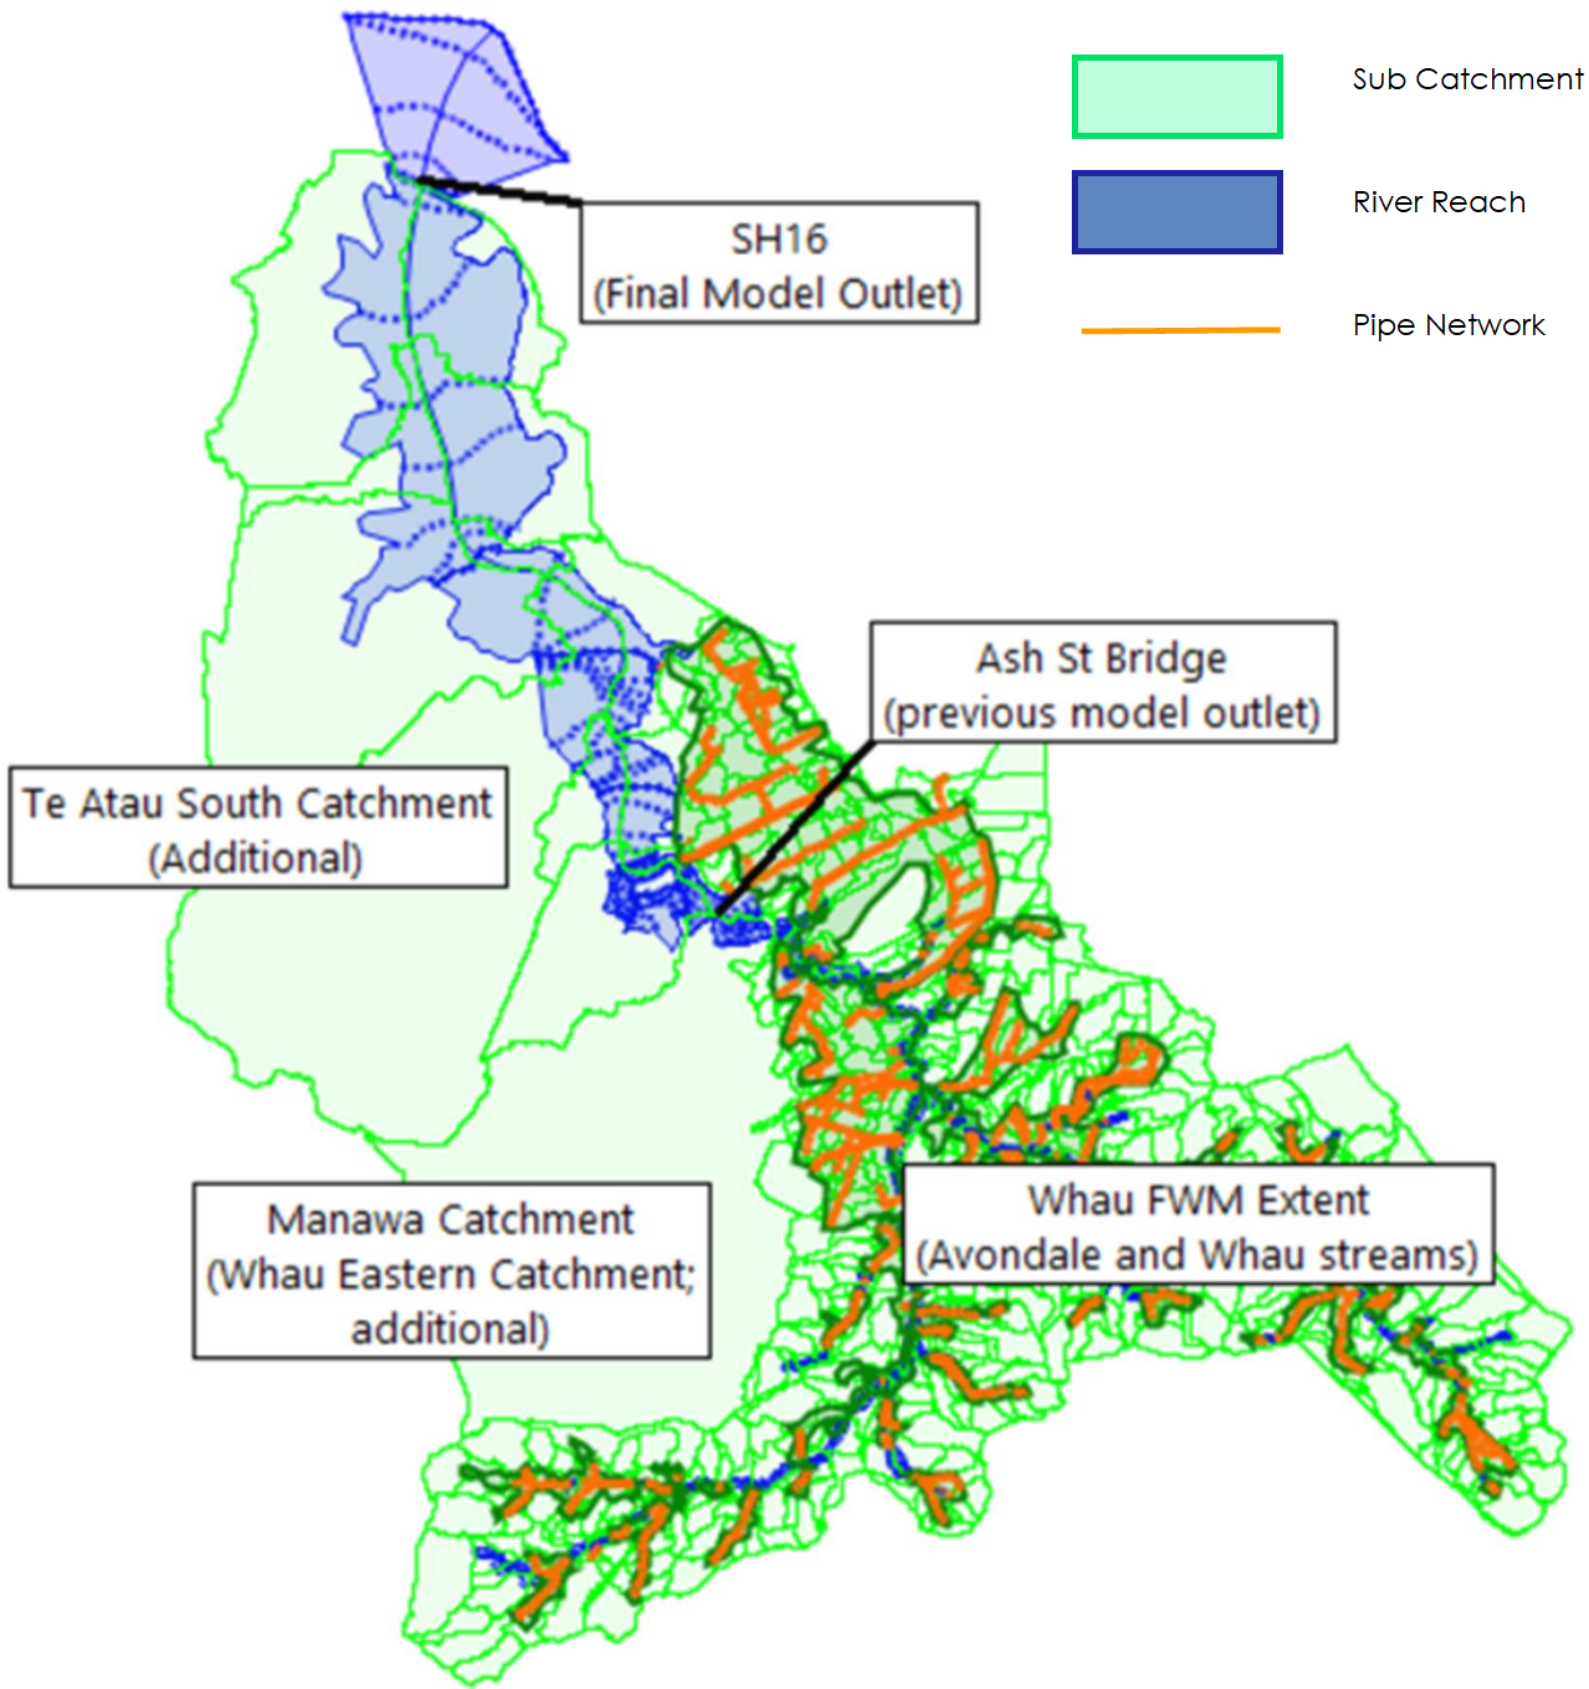 Sub Catchment
River Reach
SH16
(Final Model Outlet)
Pipe Network
Ash St Bridge
(previous model outlet)
Te Atau South Catchment
(Additional)
Manawa Catchment
(Whau Eastern Catchment;
additional)
Whau FWM Extent
(Avondale and Whau streams)